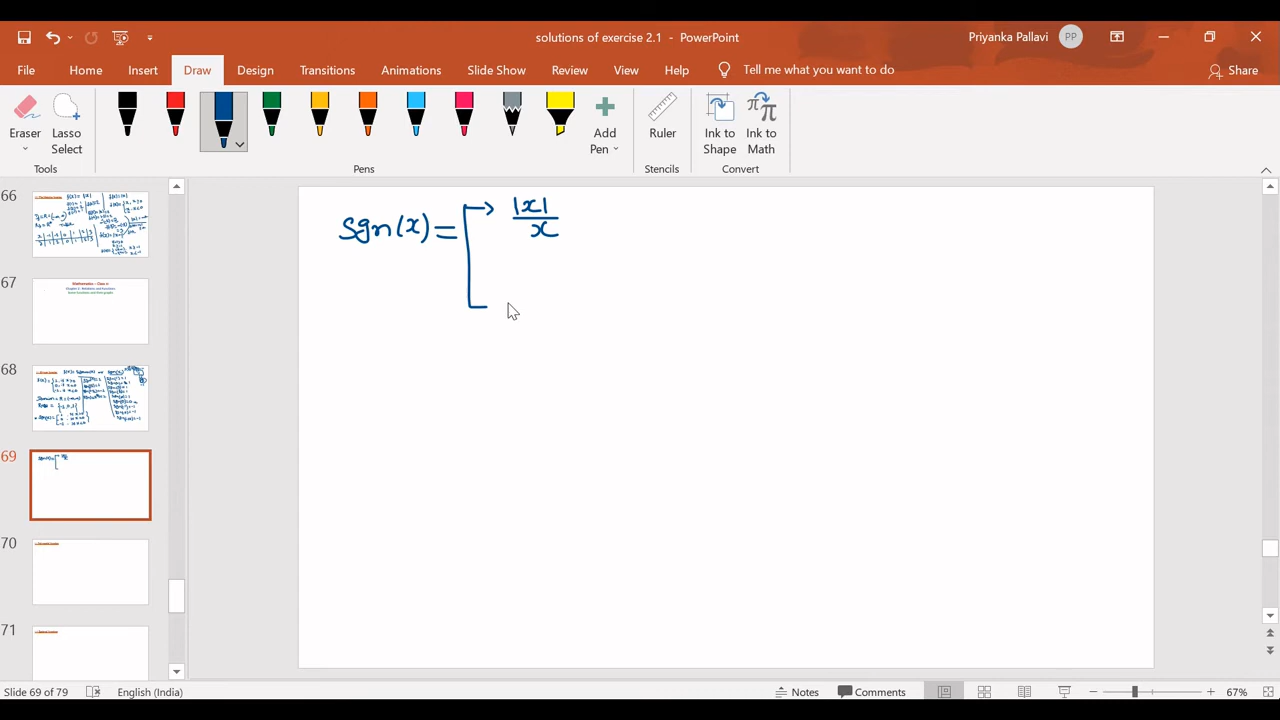 solutions of exercise 2.1 - PowerPoint
Priyanka Pallavi
PP
File Home Insert Draw Design Transitions Animations Slide Show Review View Help Tell me what you want to do
Share
Eraser
Lasso Select
Add Pen
Ruler
Ink to Shape
Ink to Math
Tools
Pens
Stencils
Convert
66
67
68
69
70
71
Sgn(x) =
|x|
x
Slide 69 of 79
English (India)
Notes
Comments
67%